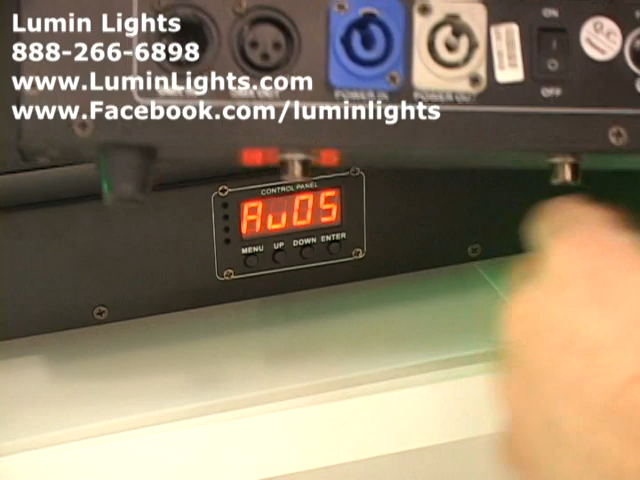 Lumin Lights
888-266-6898
www.LuminLights.com
www.Facebook.com/luminlights
POWER IN
POWER OUT
ON
OFF
Q.C
CONTROL PANEL
Au05
MENU UP DOWN ENTER